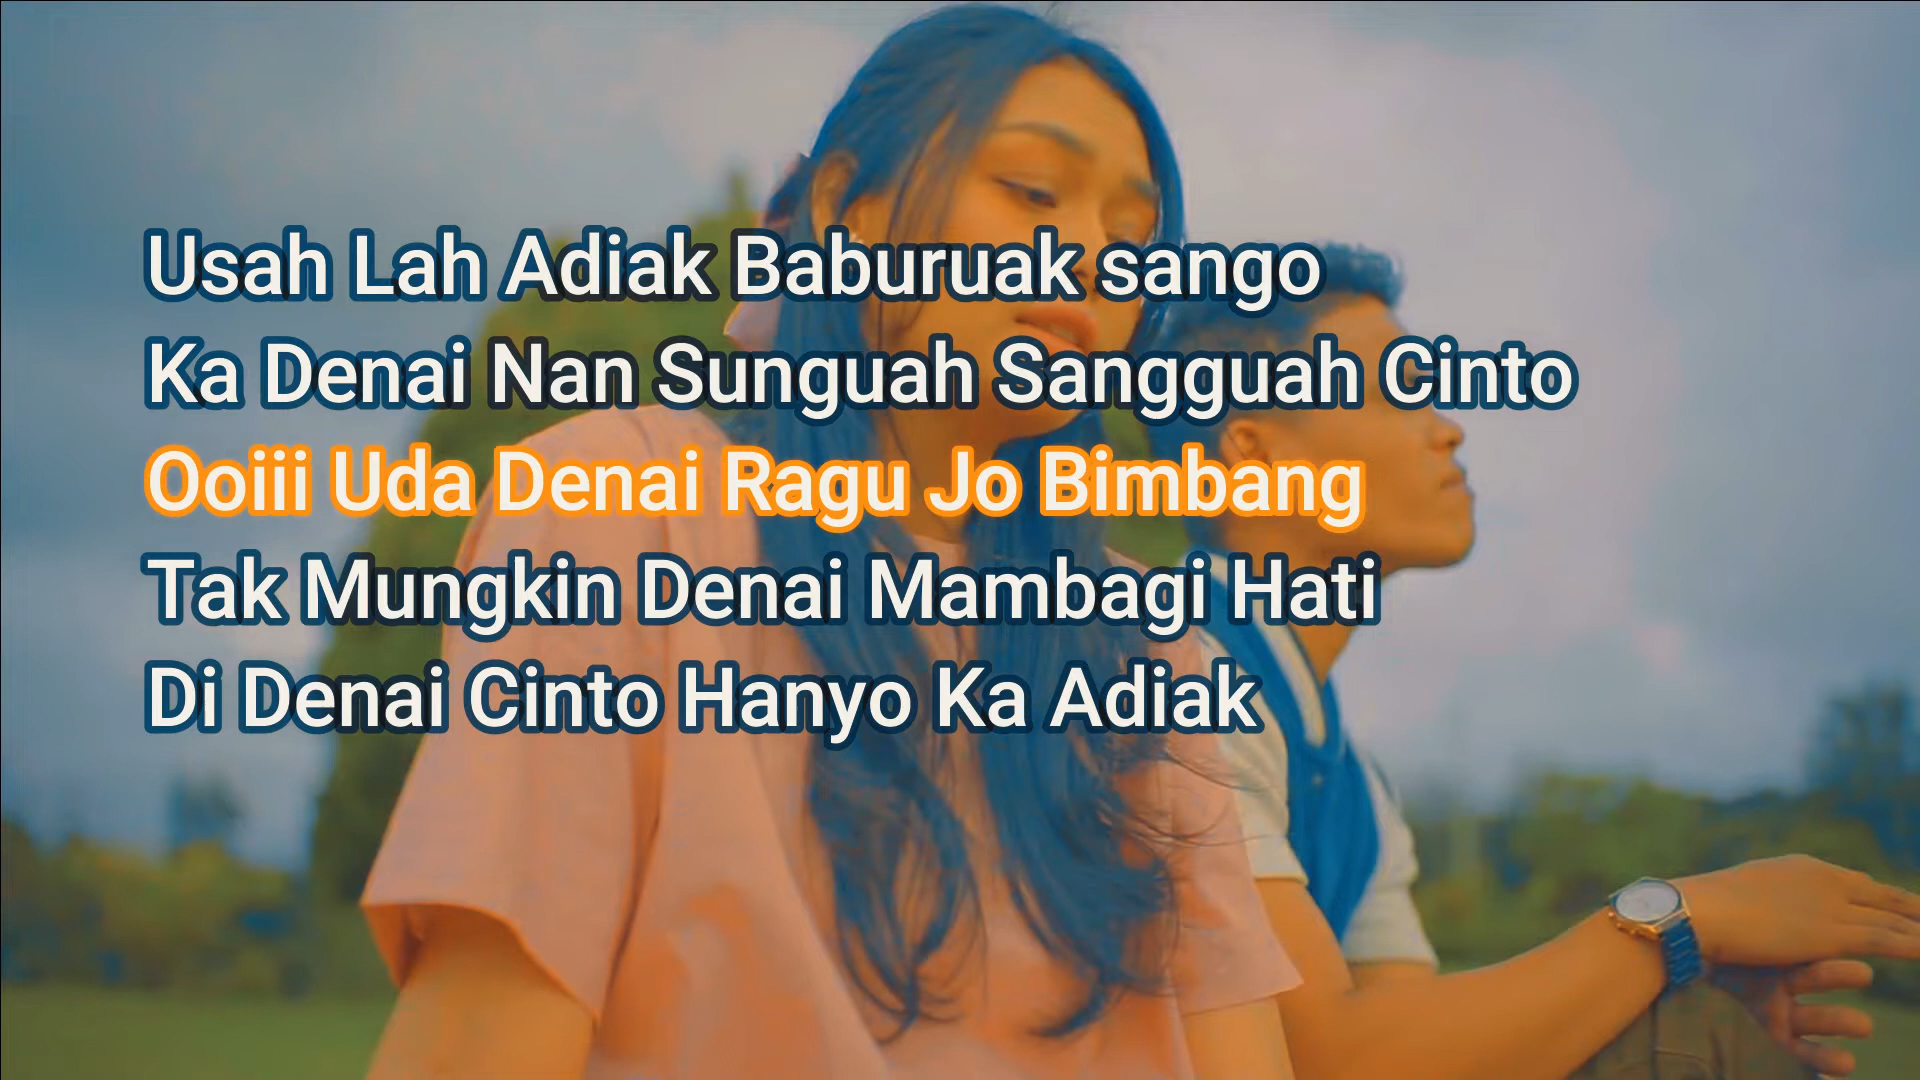 Usah Lah Adiak Baburuak sango
Ka Denai Nan Sunguah Sangguah Cinto
Ooiii Uda Denai Ragu Jo Bimbang
Tak Mungkin Denai Mambagi Hati
Di Denai Cinto Hanyo Ka Adiak